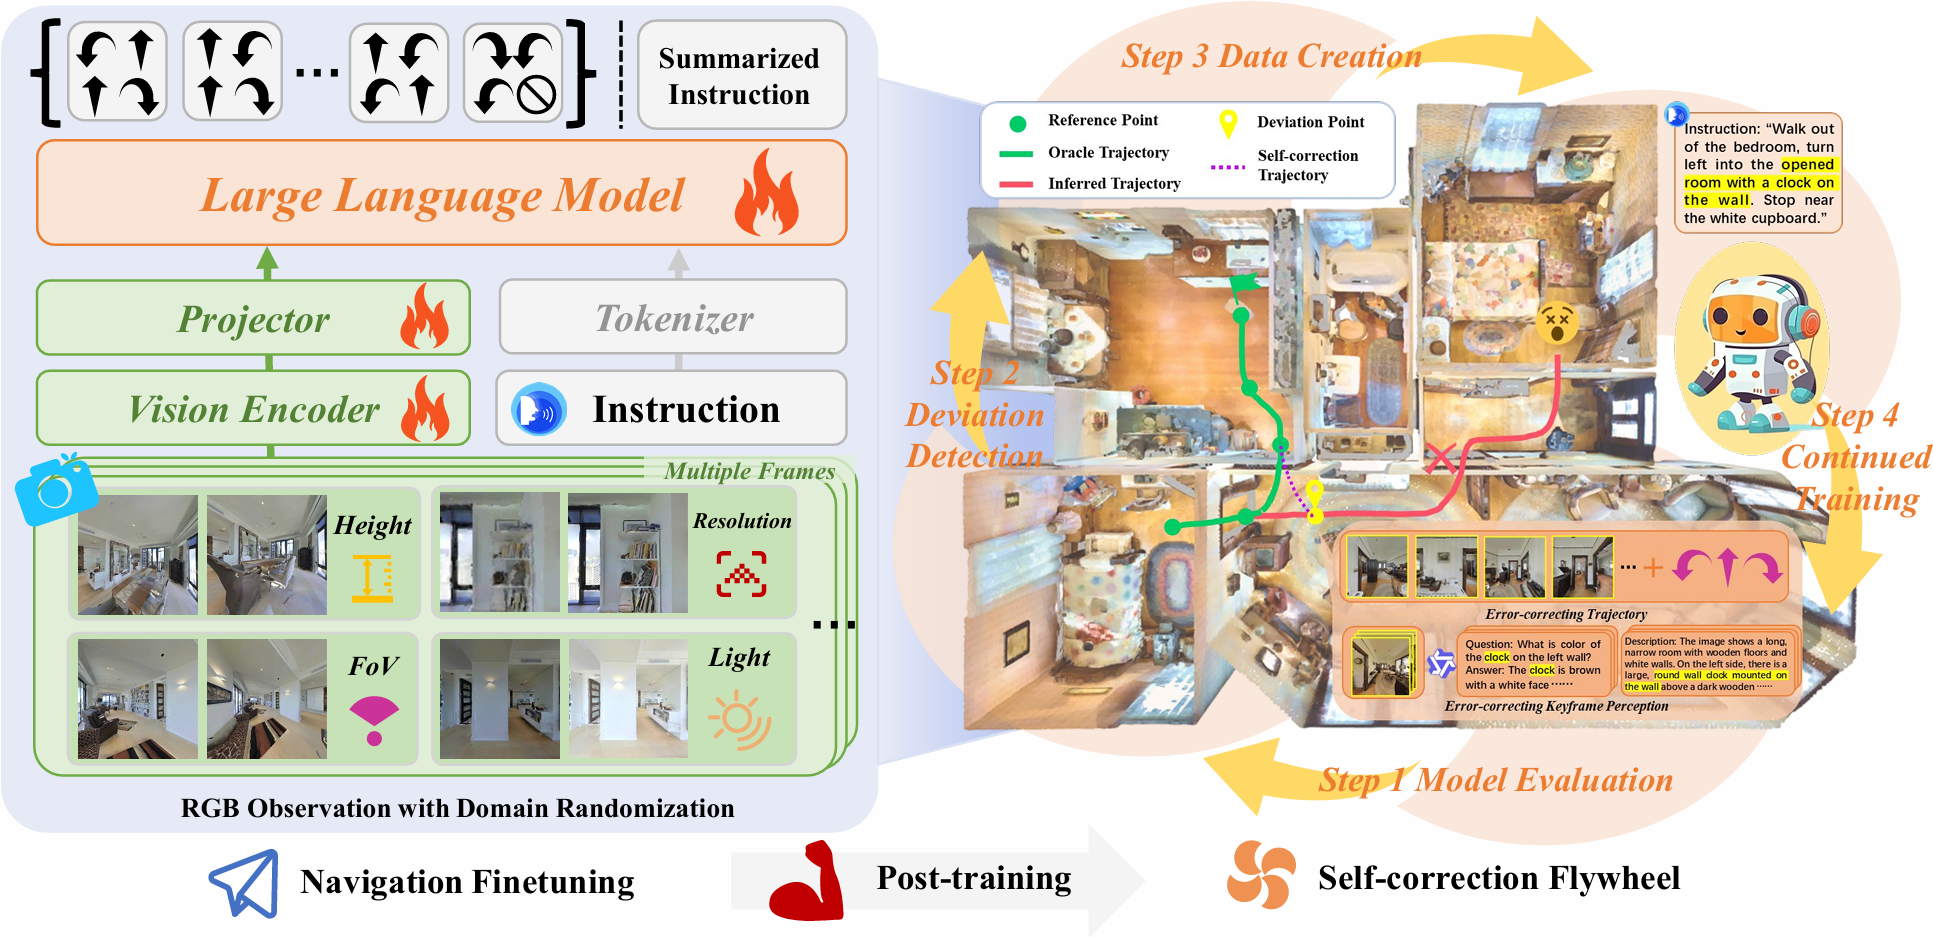 Summarized
Instruction
Large Language Model
Projector
Tokenizer
Vision Encoder
Instruction
Multiple Frames
Height
Resolution
FoV
Light
RGB Observation with Domain Randomization
Step 3 Data Creation
Reference Point
Oracle Trajectory
Inferred Trajectory
Deviation Point
Self-correction
Trajectory
Instruction: “Walk out
of the bedroom, turn
left into the opened
room with a clock on
the wall. Stop near
the white cupboard.”
Step 2
Deviation
Detection
Step 4
Continued
Training
Error-correcting Trajectory
Question: What is color of
the clock on the left wall?
Answer: The clock is brown
with a white face ······
Description: The image shows a long,
narrow room with wooden floors and
white walls. On the left side, there is a
large, round wall clock mounted on
the wall above a dark wooden ······
Error-correcting Keyframe Perception
Step 1 Model Evaluation
Navigation Finetuning
Post-training
Self-correction Flywheel